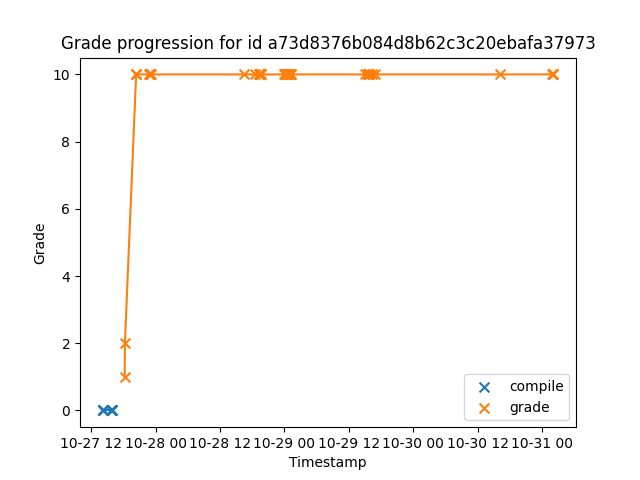 Grade progression for id a73d8376b084d8b62c3c20ebafa37973
10
8
6
4
2
0
Grade
compile
grade
10-27 12 10-28 00 10-28 12 10-29 00 10-29 12 10-30 00 10-30 12 10-31 00
Timestamp